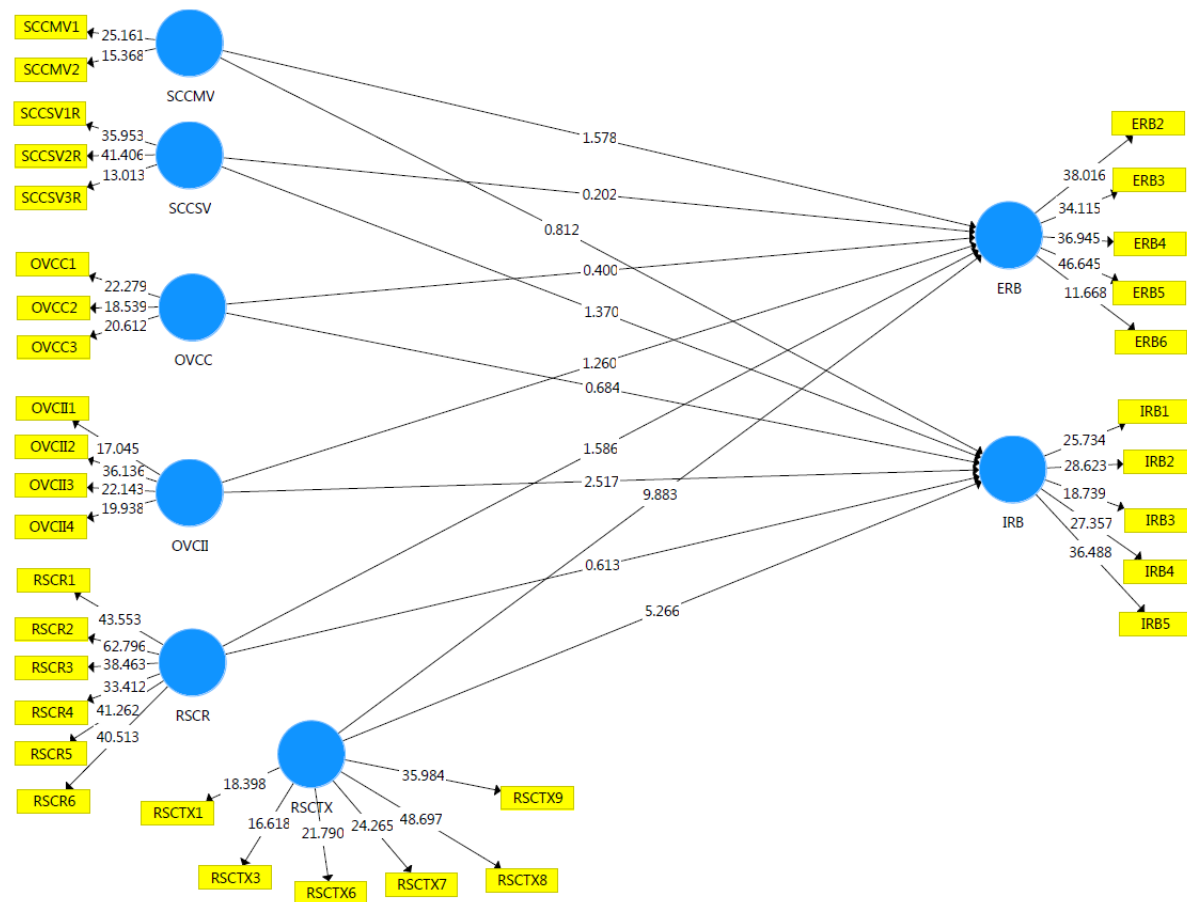 SCCMV1
25.161
15.368
SCCMV2
SCCMV
SCCSV1R
35.953
SCCSV2R
41.406
13.013
SCCSV3R
SCCSV
OVCC1
22.279
OVCC2
18.539
20.612
OVCC3
OVCC
OVCII1
17.045
OVCII2
36.136
OVCII3
22.143
19.938
OVCII4
OVCII
RSCR1
43.553
RSCR2
62.796
RSCR3
38.463
33.412
RSCR4
41.262
40.513
RSCR5
RSCR6
RSCR
RSCTX
18.398
RSCTX1
16.618
RSCTX3
21.790
RSCTX6
24.265
RSCTX7
48.697
RSCTX8
35.984
RSCTX9
1.578
0.202
0.812
0.400
1.370
1.260
0.684
1.586
2.517
9.883
0.613
5.266
ERB
ERB2
38.016
ERB3
34.115
ERB4
36.945
46.645
ERB5
11.668
ERB6
IRB
IRB1
25.734
IRB2
28.623
18.739
IRB3
27.357
36.488
IRB4
IRB5